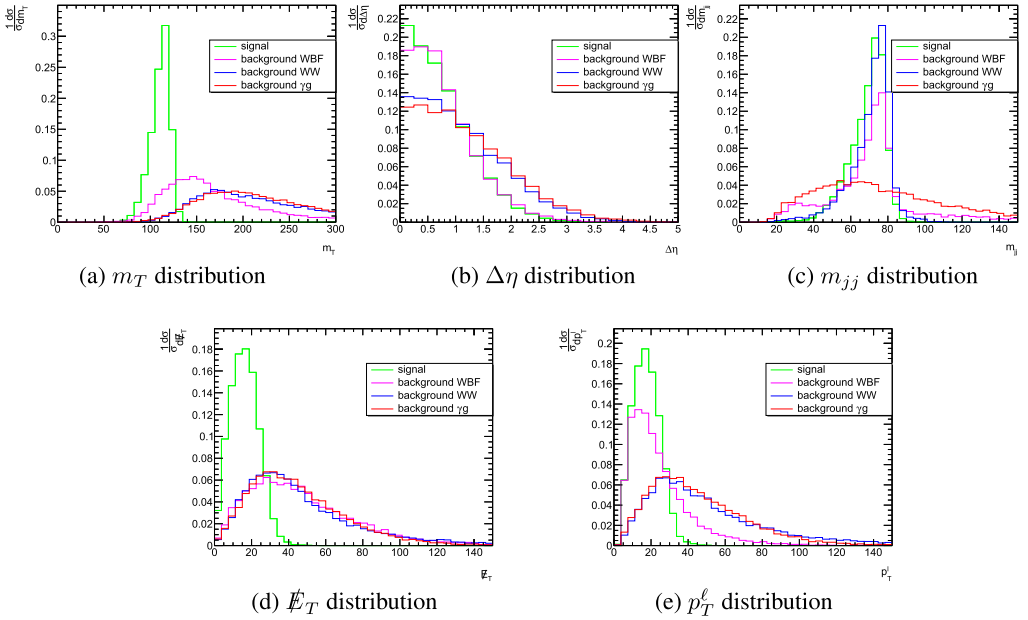 1 dσ
σ dm_T
0.3
0.25
0.2
0.15
0.1
0.05
0
0 50 100 150 200 250 300
m_T
signal
background WBF
background WW
background γg
(a) m_T distribution
1 dσ
σ dΔη
0.22
0.2
0.18
0.16
0.14
0.12
0.1
0.08
0.06
0.04
0.02
0
0.5 1 1.5 2 2.5 3 3.5 4 4.5 5
Δη
signal
background WBF
background WW
background γg
(b) Δη distribution
1 dσ
σ dm_jj
0.22
0.2
0.18
0.16
0.14
0.12
0.1
0.08
0.06
0.04
0.02
0
0 20 40 60 80 100 120 140
m_jj
signal
background WBF
background WW
background γg
(c) m_jj distribution
1 dσ
σ dE̸_T
0.18
0.16
0.14
0.12
0.1
0.08
0.06
0.04
0.02
0
0 20 40 60 80 100 120 140
E̸_T
signal
background WBF
background WW
background γg
(d) E̸_T distribution
1 dσ
σ dp_T^l
0.2
0.18
0.16
0.14
0.12
0.1
0.08
0.06
0.04
0.02
0
0 20 40 60 80 100 120 140
p_T^l
signal
background WBF
background WW
background γg
(e) p_T^ℓ distribution